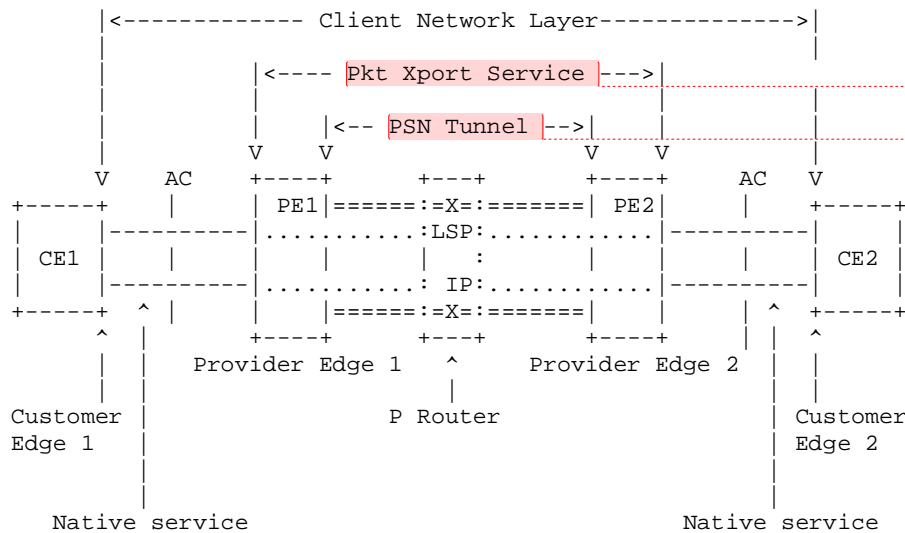 |<------------- Client Network Layer-------------->|
|<---- Pkt Xport Service --->|
|<-- PSN Tunnel -->|
V V V V
V AC +----+ +---+ +----+ AC V
+-----+ | | PE1|======:=X=:=======| PE2| | +-----+
| |---------|...........:LSP:............|---------| |
| CE1 | | | | | : | | | | CE2 |
| |---------|...........: IP:............|---------| |
+-----+ ^ | | |======:=X=:=======| | | ^ +-----+
^ | +----+ +---+ +----+ | | ^
| | Provider Edge 1 ^ Provider Edge 2 | |
| | | | |
Customer | P Router | Customer
Edge 1 | | Edge 2
| |
| |
Native service Native service